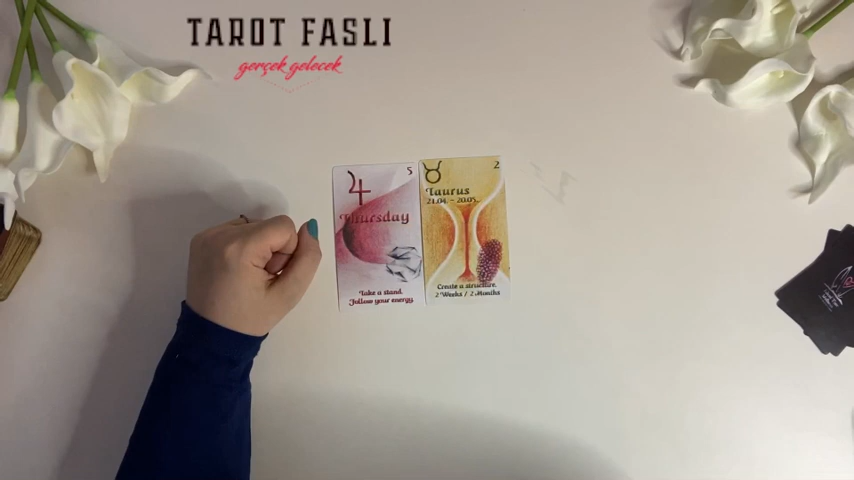 TAROT FASLI
gerçek gelecek
5
Thursday
Take a stand.
Follow your energy.
2
Taurus
21.04. - 20.05.
Create a structure.
2 Weeks / 2 Months